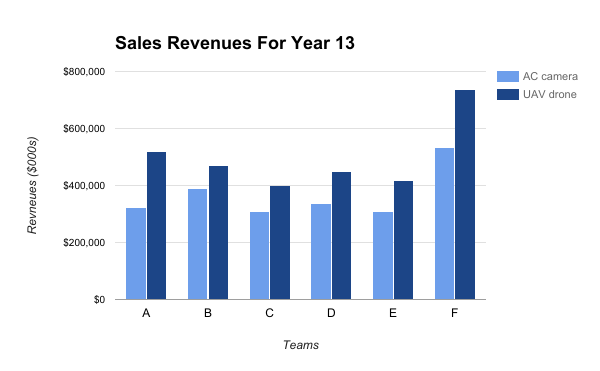 Sales Revenues For Year 13
AC camera
UAV drone
Revneues ($000s)
$800,000
$600,000
$400,000
$200,000
$0
A B C D E F
Teams